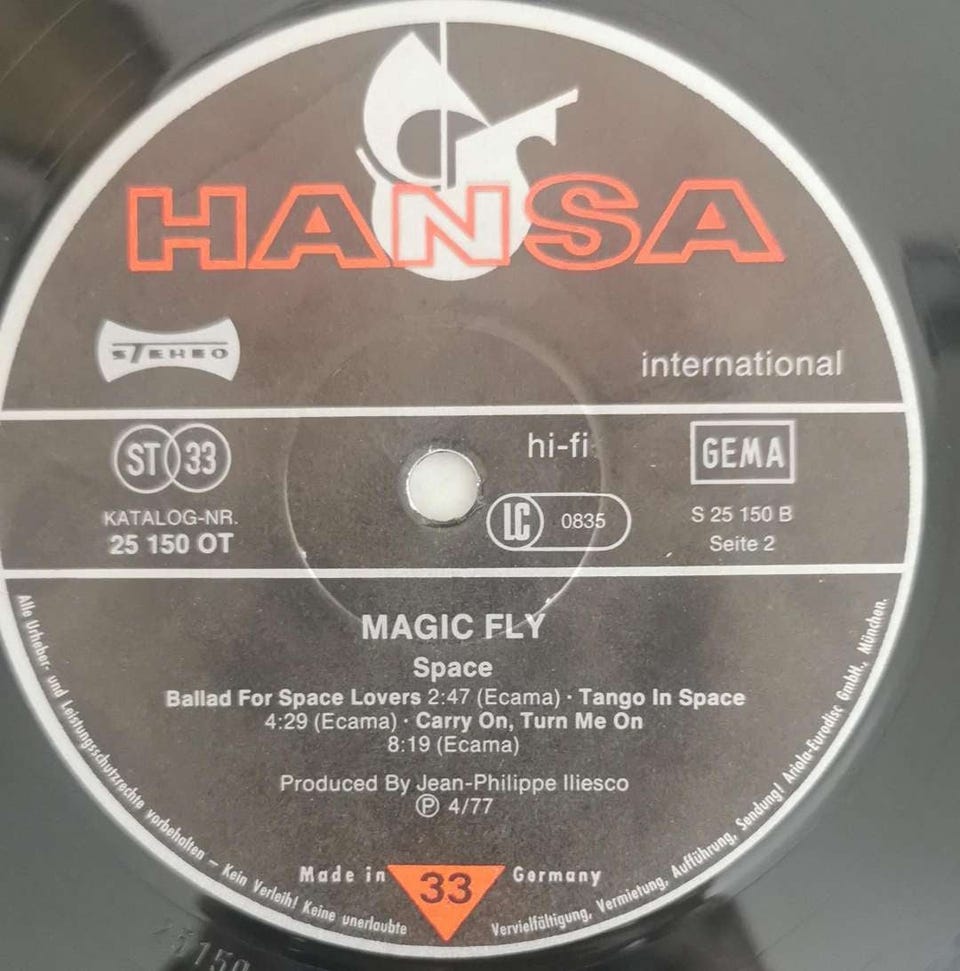 HANSA
STEREO
international
ST 33
hi-fi
GEMA
KATALOG-NR.
25 150 OT
LC 0835
S 25 150 B
Seite 2
MAGIC FLY
Space
Ballad For Space Lovers 2:47 (Ecama) · Tango In Space
4:29 (Ecama) · Carry On, Turn Me On
8:19 (Ecama)
Produced By Jean-Philippe Iliesco
Ⓟ 4/77
Made in 33 Germany
Alle Urheber- und Leistungsschutzrechte vorbehalten – Kein Verleih! Keine unerlaubte Vervielfältigung, Vermietung, Aufführung, Sendung! Ariola-Eurodisc GmbH., München.
25150